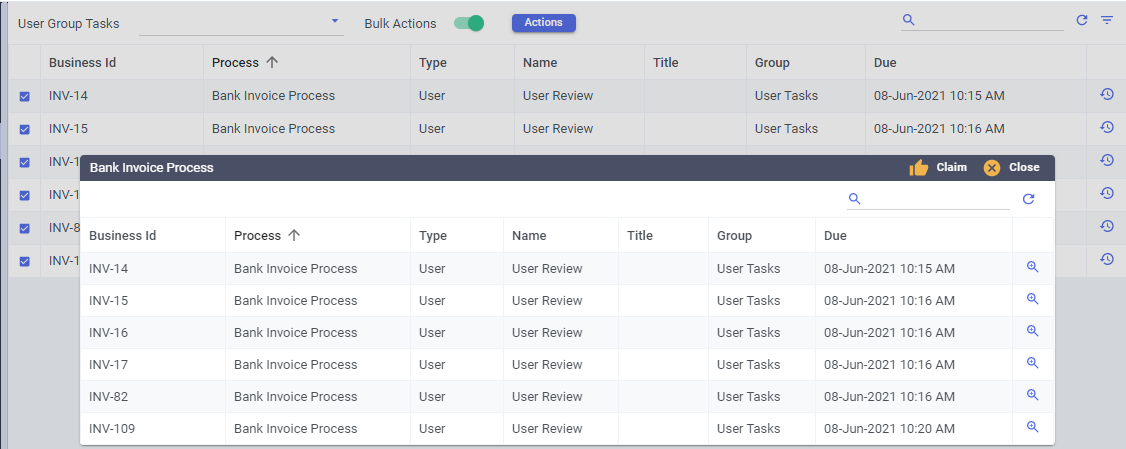 User Group Tasks Bulk Actions Actions
Business Id Process Type Name Title Group Due
INV-14 Bank Invoice Process User User Review User Tasks 08-Jun-2021 10:15 AM
INV-15 Bank Invoice Process User User Review User Tasks 08-Jun-2021 10:16 AM
INV-1
INV-1
INV-8
INV-1
Bank Invoice Process Claim Close
Business Id Process Type Name Title Group Due
INV-14 Bank Invoice Process User User Review User Tasks 08-Jun-2021 10:15 AM
INV-15 Bank Invoice Process User User Review User Tasks 08-Jun-2021 10:16 AM
INV-16 Bank Invoice Process User User Review User Tasks 08-Jun-2021 10:16 AM
INV-17 Bank Invoice Process User User Review User Tasks 08-Jun-2021 10:16 AM
INV-82 Bank Invoice Process User User Review User Tasks 08-Jun-2021 10:16 AM
INV-109 Bank Invoice Process User User Review User Tasks 08-Jun-2021 10:20 AM